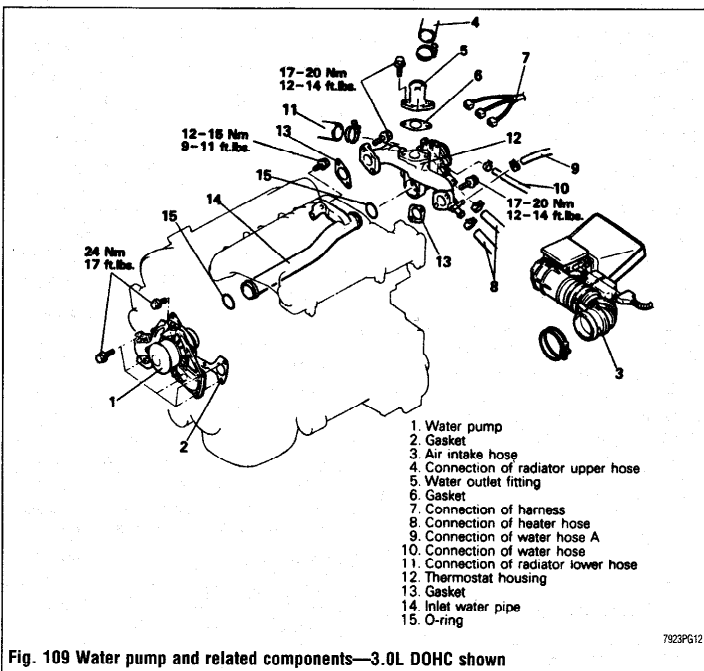 4
5
17-20 Nm
12-14 ft.lbs.
6
7
11
12-15 Nm
9-11 ft.lbs.
13
12
9
15
10
14
17-20 Nm
12-14 ft.lbs.
15
13
24 Nm
17 ft.lbs.
8
3
1
2
1. Water pump
2. Gasket
3. Air intake hose
4. Connection of radiator upper hose
5. Water outlet fitting
6. Gasket
7. Connection of harness
8. Connection of heater hose
9. Connection of water hose A
10. Connection of water hose
11. Connection of radiator lower hose
12. Thermostat housing
13. Gasket
14. Inlet water pipe
15. O-ring
7923PG12
Fig. 109 Water pump and related components—3.0L DOHC shown